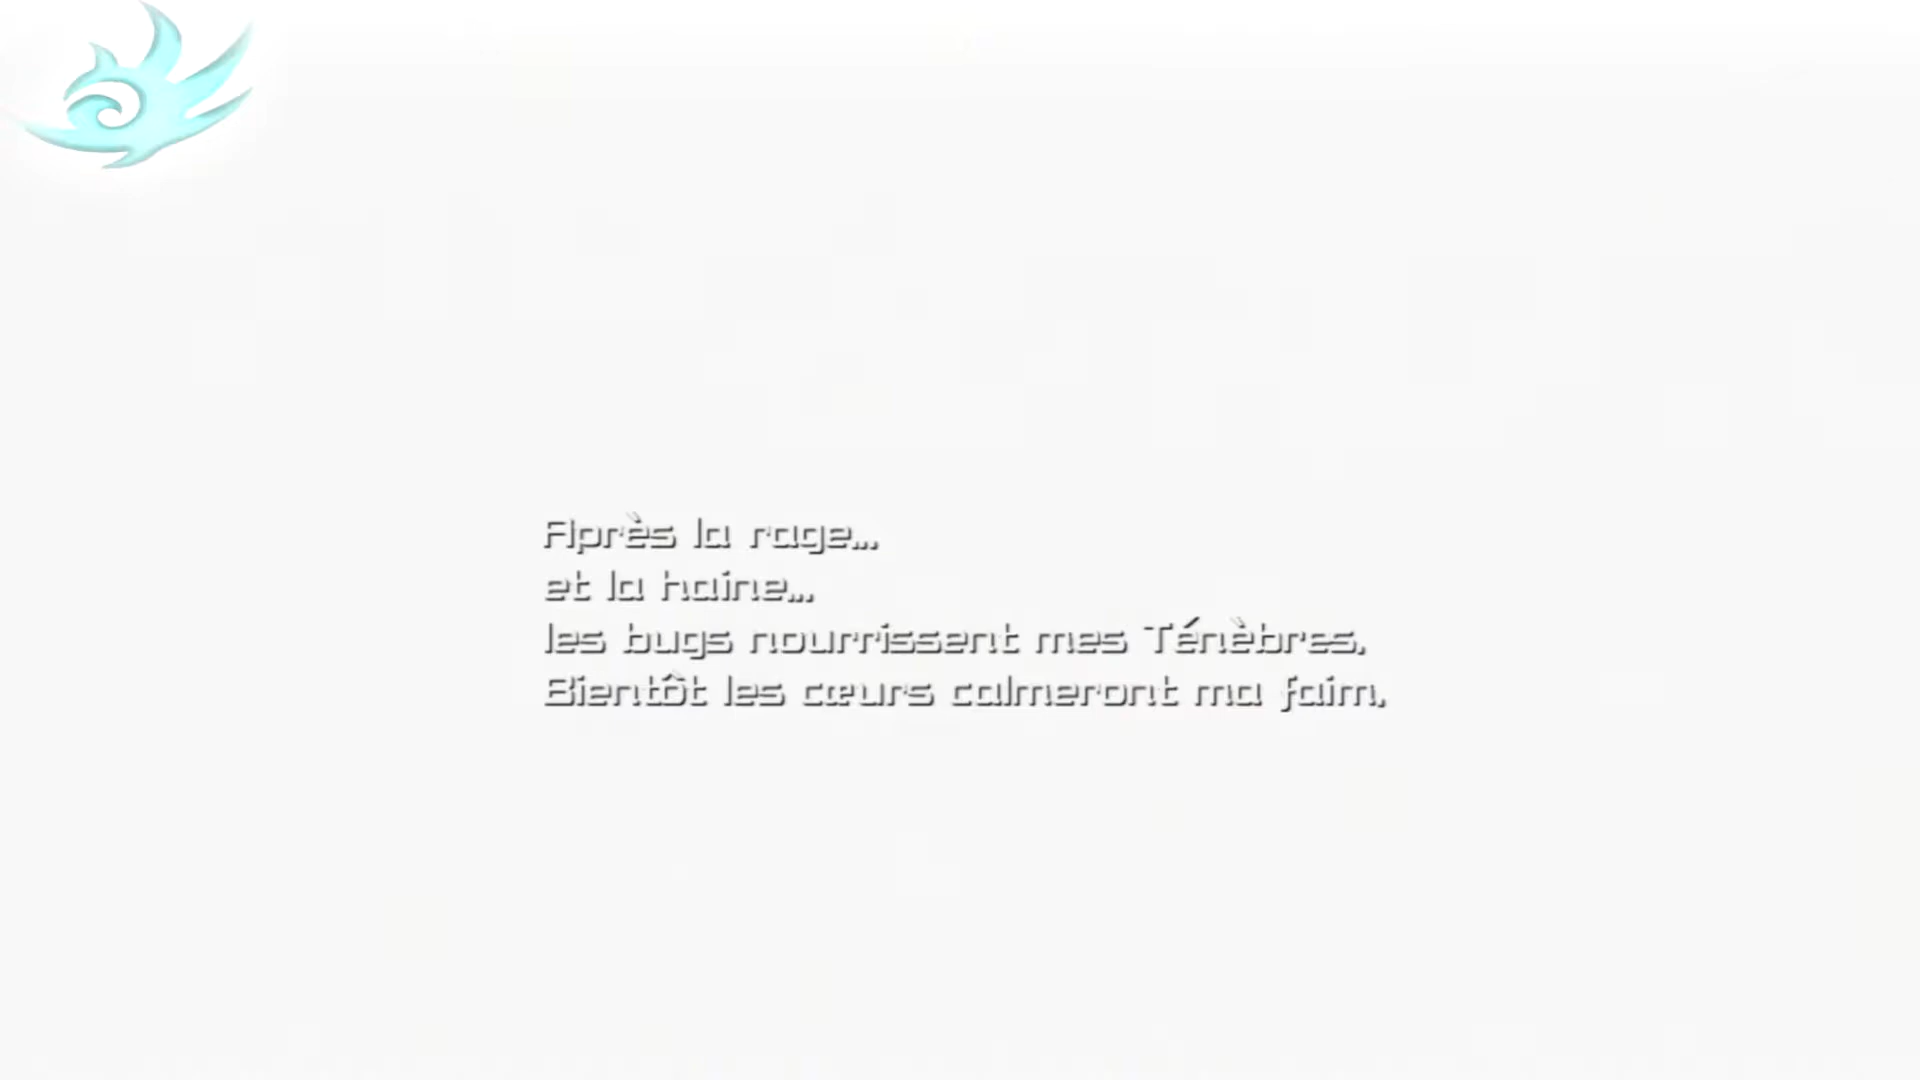 Après la rage...
et la haine...
les bugs nourrissent mes Ténèbres.
Bientôt les cœurs calmeront ma faim.